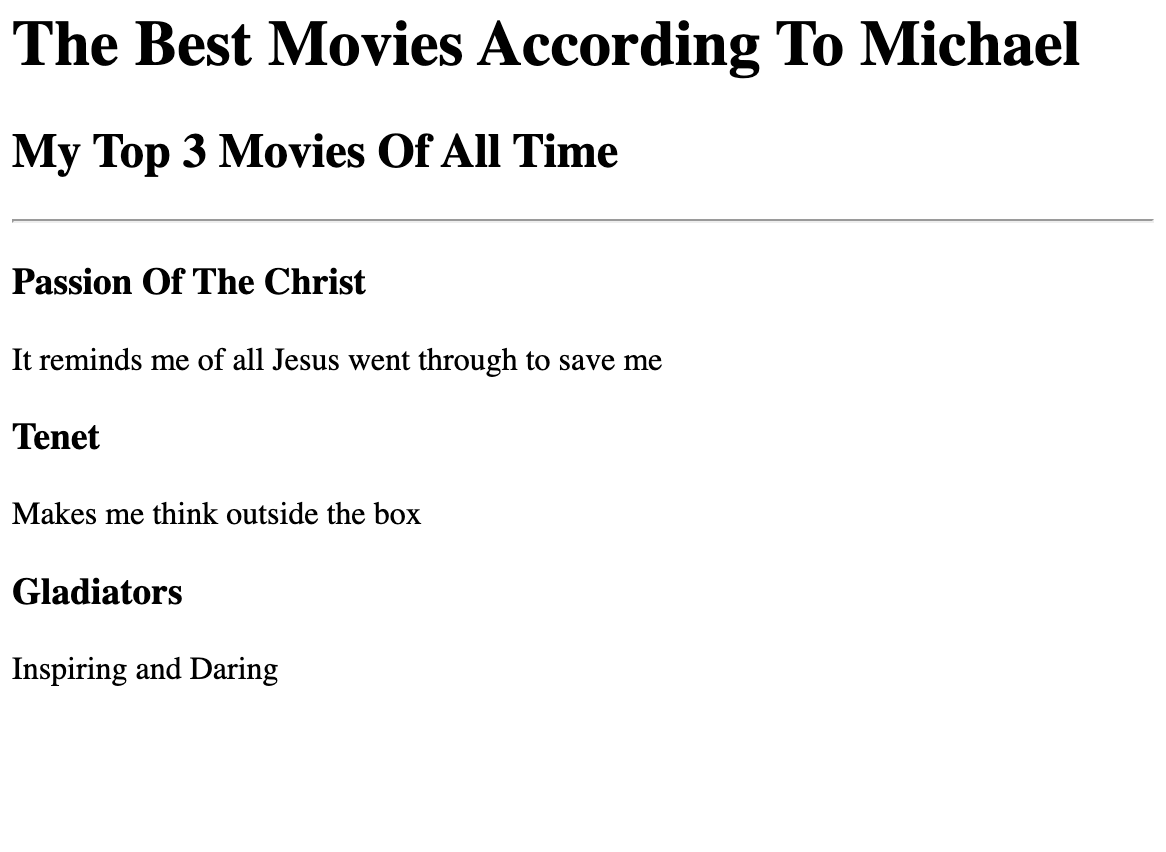 The Best Movies According To Michael
My Top 3 Movies Of All Time
Passion Of The Christ
It reminds me of all Jesus went through to save me
Tenet
Makes me think outside the box
Gladiators
Inspiring and Daring